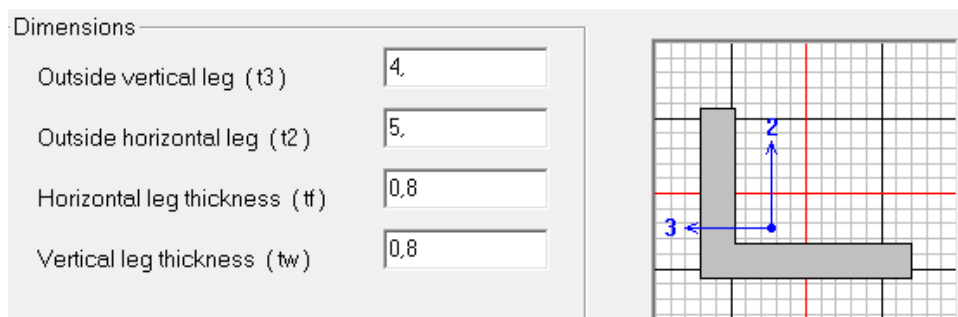 Dimensions
Outside vertical leg ( t3 ) 4,
Outside horizontal leg ( t2 ) 5,
Horizontal leg thickness ( tf ) 0,8
Vertical leg thickness ( tw ) 0,8
2
3